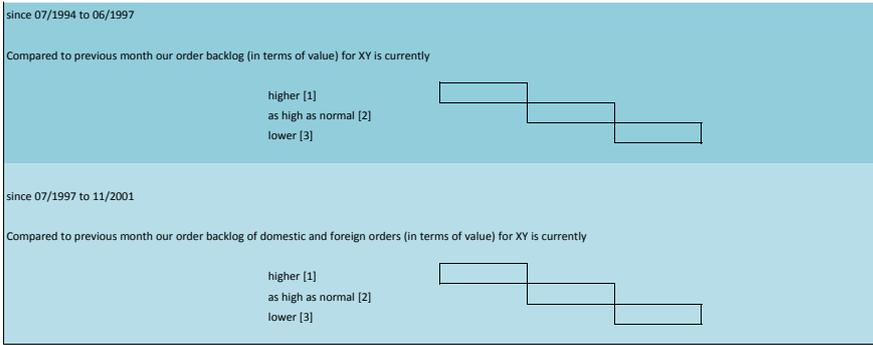 since 07/1994 to 06/1997
Compared to previous month our order backlog (in terms of value) for XY is currently
higher [1]
as high as normal [2]
lower [3]
since 07/1997 to 11/2001
Compared to previous month our order backlog of domestic and foreign orders (in terms of value) for XY is currently
higher [1]
as high as normal [2]
lower [3]